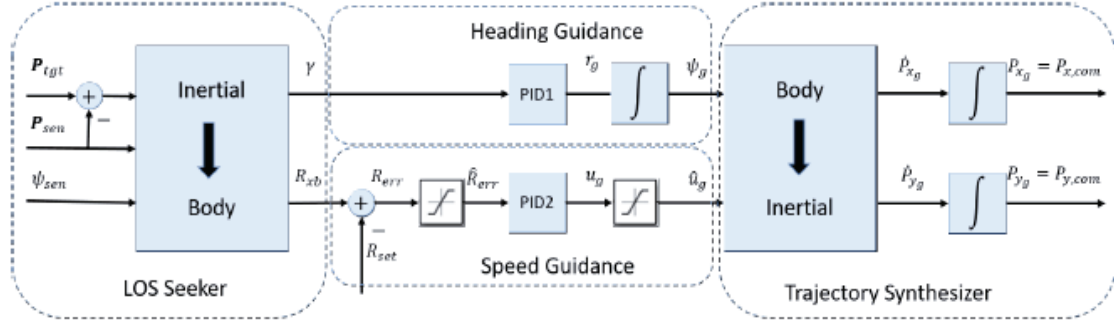 Heading Guidance
P_tgt
+
−
P_sen
ψ_sen
Inertial
Body
LOS Seeker
γ
PID1
r_g
∫
ψ_g
R_xb
R_err
+
−
R_set
R̂_err
PID2
u_g
û_g
Speed Guidance
Body
Inertial
Ṗ_x_g
∫
P_x_g = P_x,com
Ṗ_y_g
∫
P_y_g = P_y,com
Trajectory Synthesizer